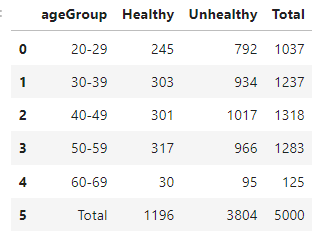 ageGroup Healthy Unhealthy Total
0 20-29 245 792 1037
1 30-39 303 934 1237
2 40-49 301 1017 1318
3 50-59 317 966 1283
4 60-69 30 95 125
5 Total 1196 3804 5000